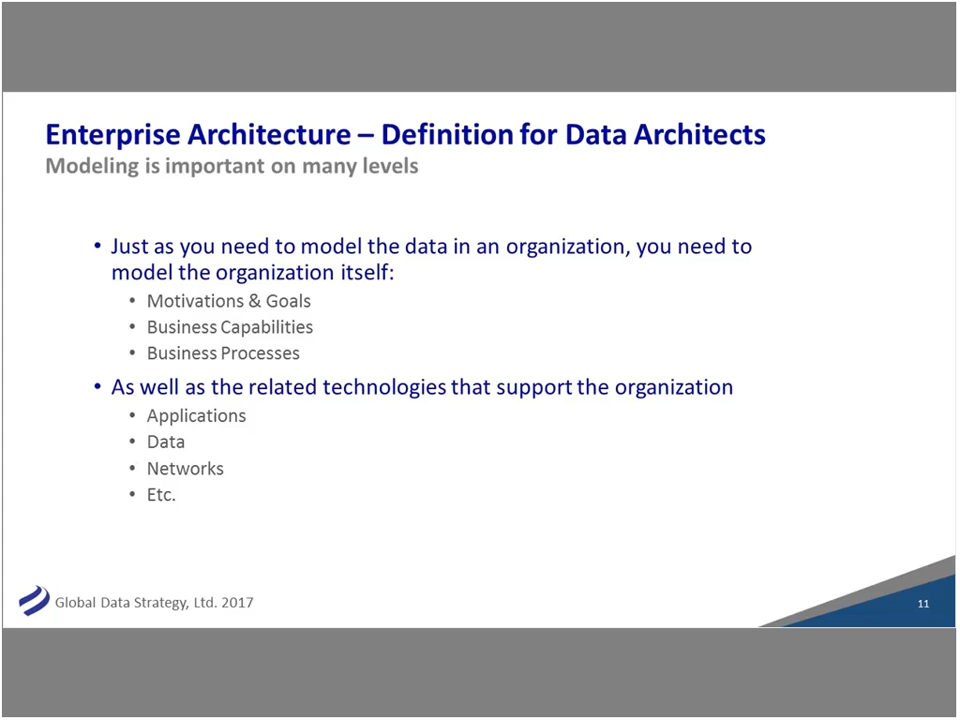 Enterprise Architecture – Definition for Data Architects
Modeling is important on many levels
• Just as you need to model the data in an organization, you need to
model the organization itself:
• Motivations & Goals
• Business Capabilities
• Business Processes
• As well as the related technologies that support the organization
• Applications
• Data
• Networks
• Etc.
Global Data Strategy, Ltd. 2017
11